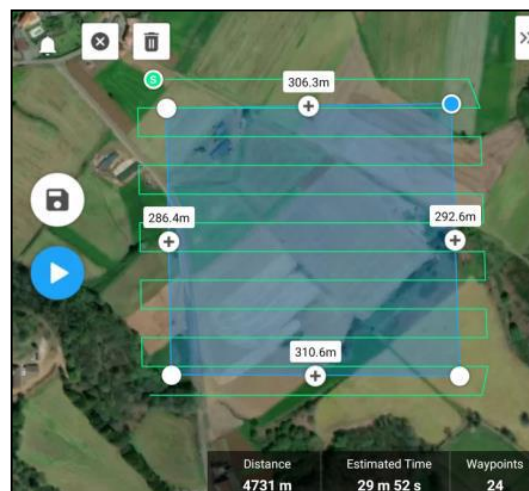 S
306.3m
286.4m
292.6m
310.6m
Distance
Estimated Time
Waypoints
4731 m
29 m 52 s
24